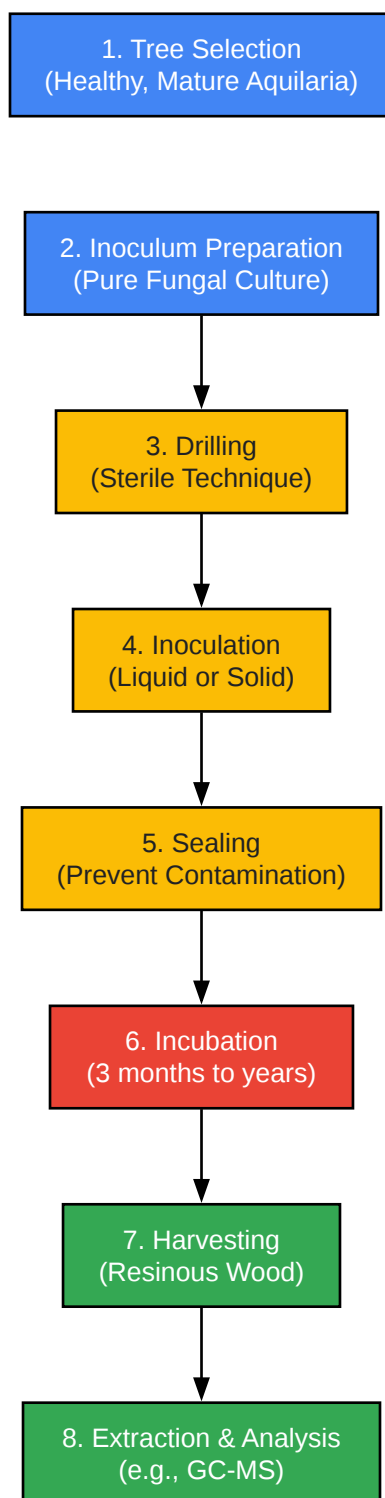 1. Tree Selection
(Healthy, Mature Aquilaria)
2. Inoculum Preparation
(Pure Fungal Culture)
3. Drilling
(Sterile Technique)
4. Inoculation
(Liquid or Solid)
5. Sealing
(Prevent Contamination)
6. Incubation
(3 months to years)
7. Harvesting
(Resinous Wood)
8. Extraction & Analysis
(e.g., GC-MS)